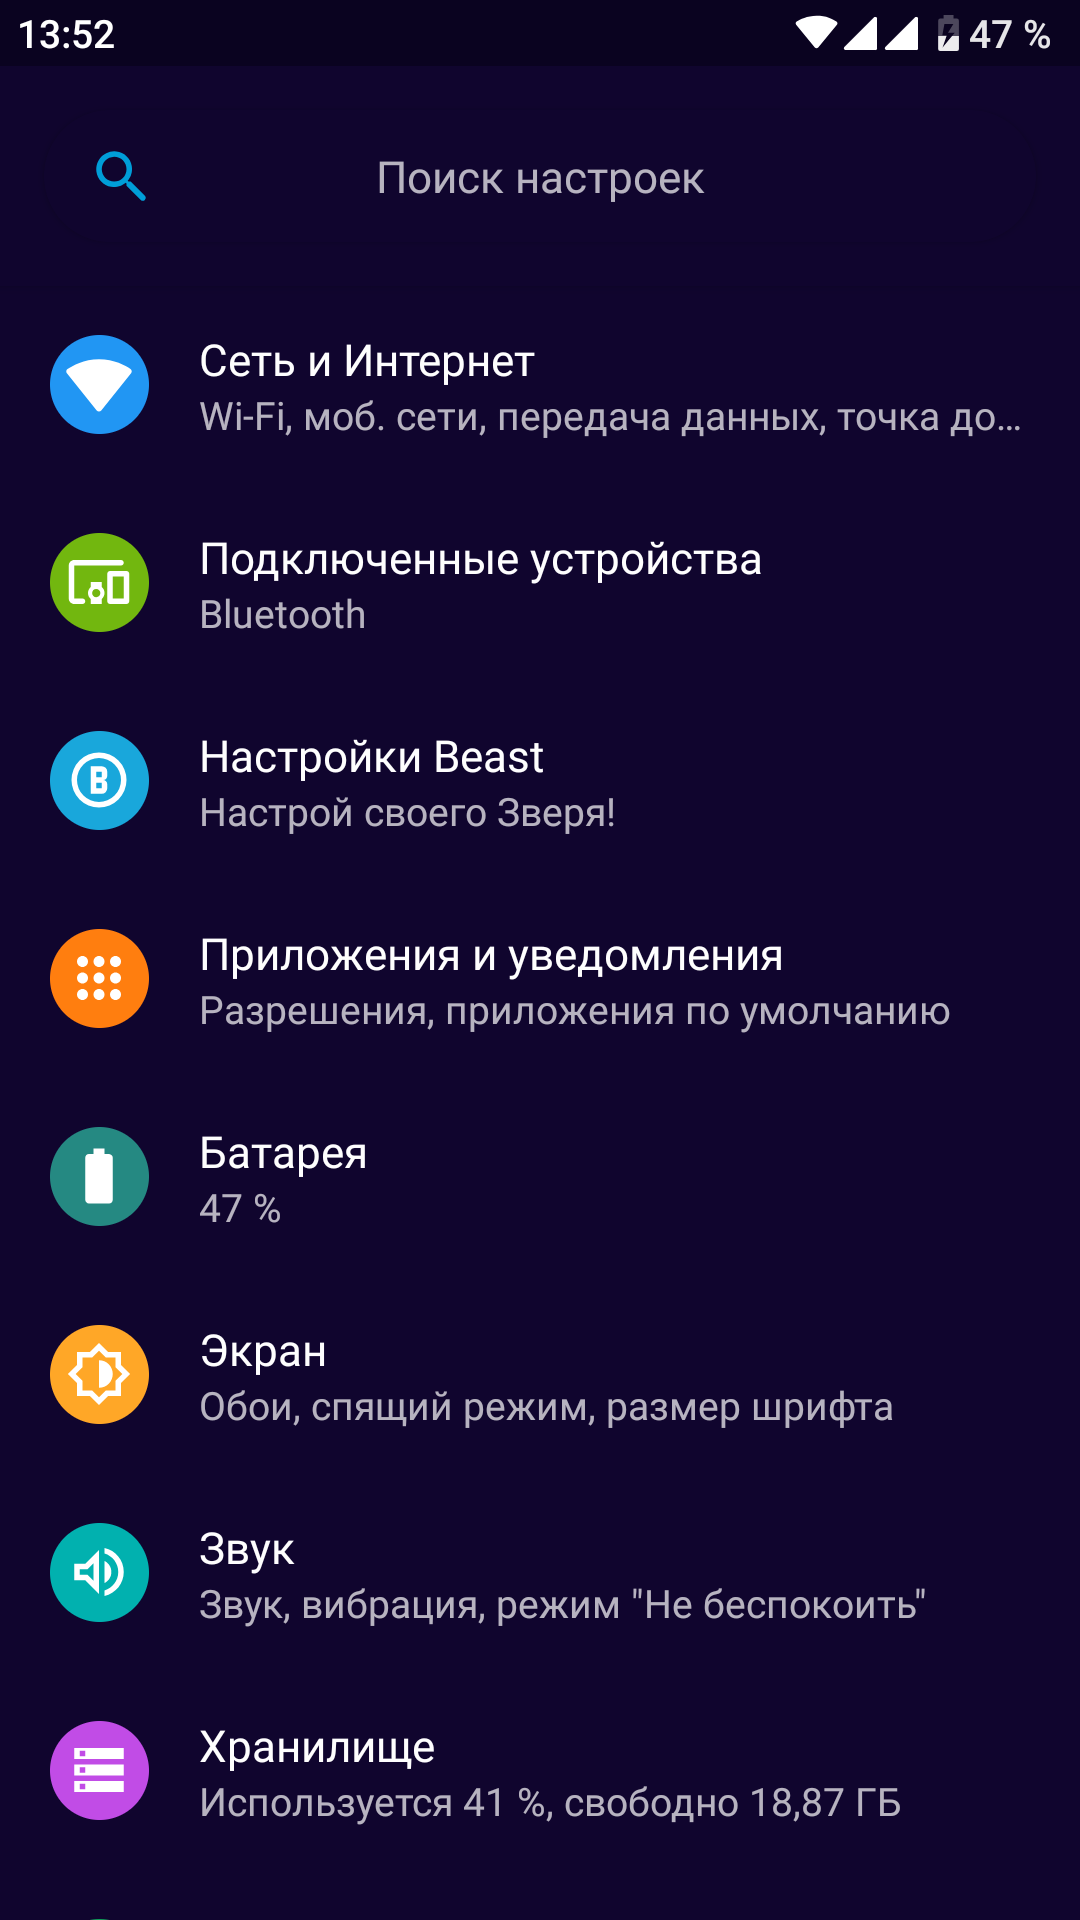 13:52
47 %
Поиск настроек
Сеть и Интернет
Wi-Fi, моб. сети, передача данных, точка до…
Подключенные устройства
Bluetooth
Настройки Beast
Настрой своего Зверя!
Приложения и уведомления
Разрешения, приложения по умолчанию
Батарея
47 %
Экран
Обои, спящий режим, размер шрифта
Звук
Звук, вибрация, режим "Не беспокоить"
Хранилище
Используется 41 %, свободно 18,87 ГБ